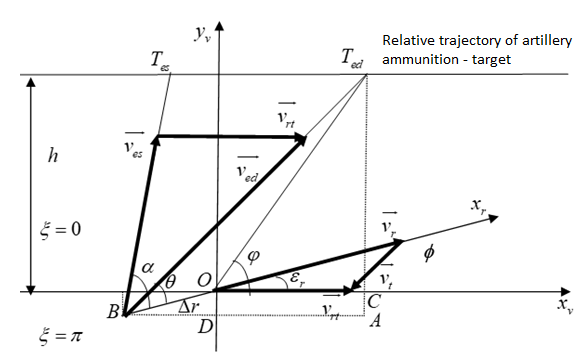 y_v
Relative trajectory of artillery
ammunition - target
T_es
T_ed
v_rt
v_es
v_ed
h
x_r
v_r
ξ = 0
φ
ϕ
α
θ
O
ε_r
v_t
B
Δr
v_rt
C
x_v
D
A
ξ = π